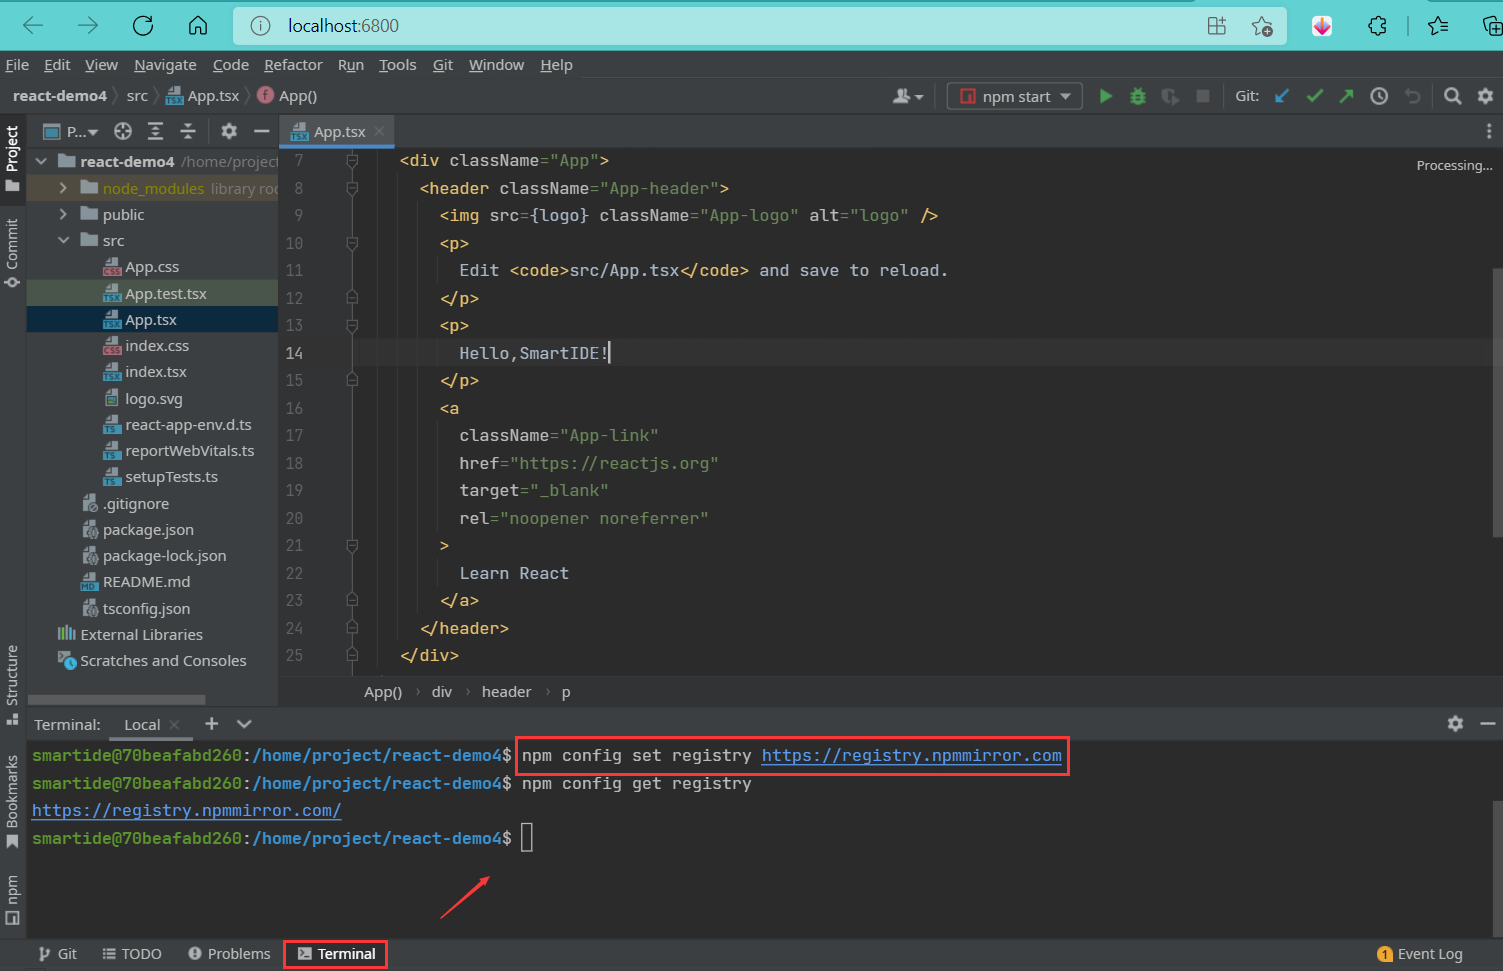 localhost:6800
File Edit View Navigate Code Refactor Run Tools Git Window Help
react-demo4 src App.tsx App()
npm start Git:
P...
App.tsx
Project
Commit
Structure
Bookmarks
npm
react-demo4 /home/project
node_modules library roo
public
src
App.css
App.test.tsx
App.tsx
index.css
index.tsx
logo.svg
react-app-env.d.ts
reportWebVitals.ts
setupTests.ts
.gitignore
package.json
package-lock.json
README.md
tsconfig.json
External Libraries
Scratches and Consoles
Processing...
7 <div className="App">
8 <header className="App-header">
9 <img src={logo} className="App-logo" alt="logo" />
10 <p>
11 Edit <code>src/App.tsx</code> and save to reload.
12 </p>
13 <p>
14 Hello,SmartIDE!
15 </p>
16 <a
17 className="App-link"
18 href="https://reactjs.org"
19 target="_blank"
20 rel="noopener noreferrer"
21 >
22 Learn React
23 </a>
24 </header>
25 </div>
App() div header p
Terminal: Local
smartide@70beafabd260:/home/project/react-demo4$ npm config set registry https://registry.npmmirror.com
smartide@70beafabd260:/home/project/react-demo4$ npm config get registry
https://registry.npmmirror.com/
smartide@70beafabd260:/home/project/react-demo4$
Git TODO Problems Terminal 1 Event Log